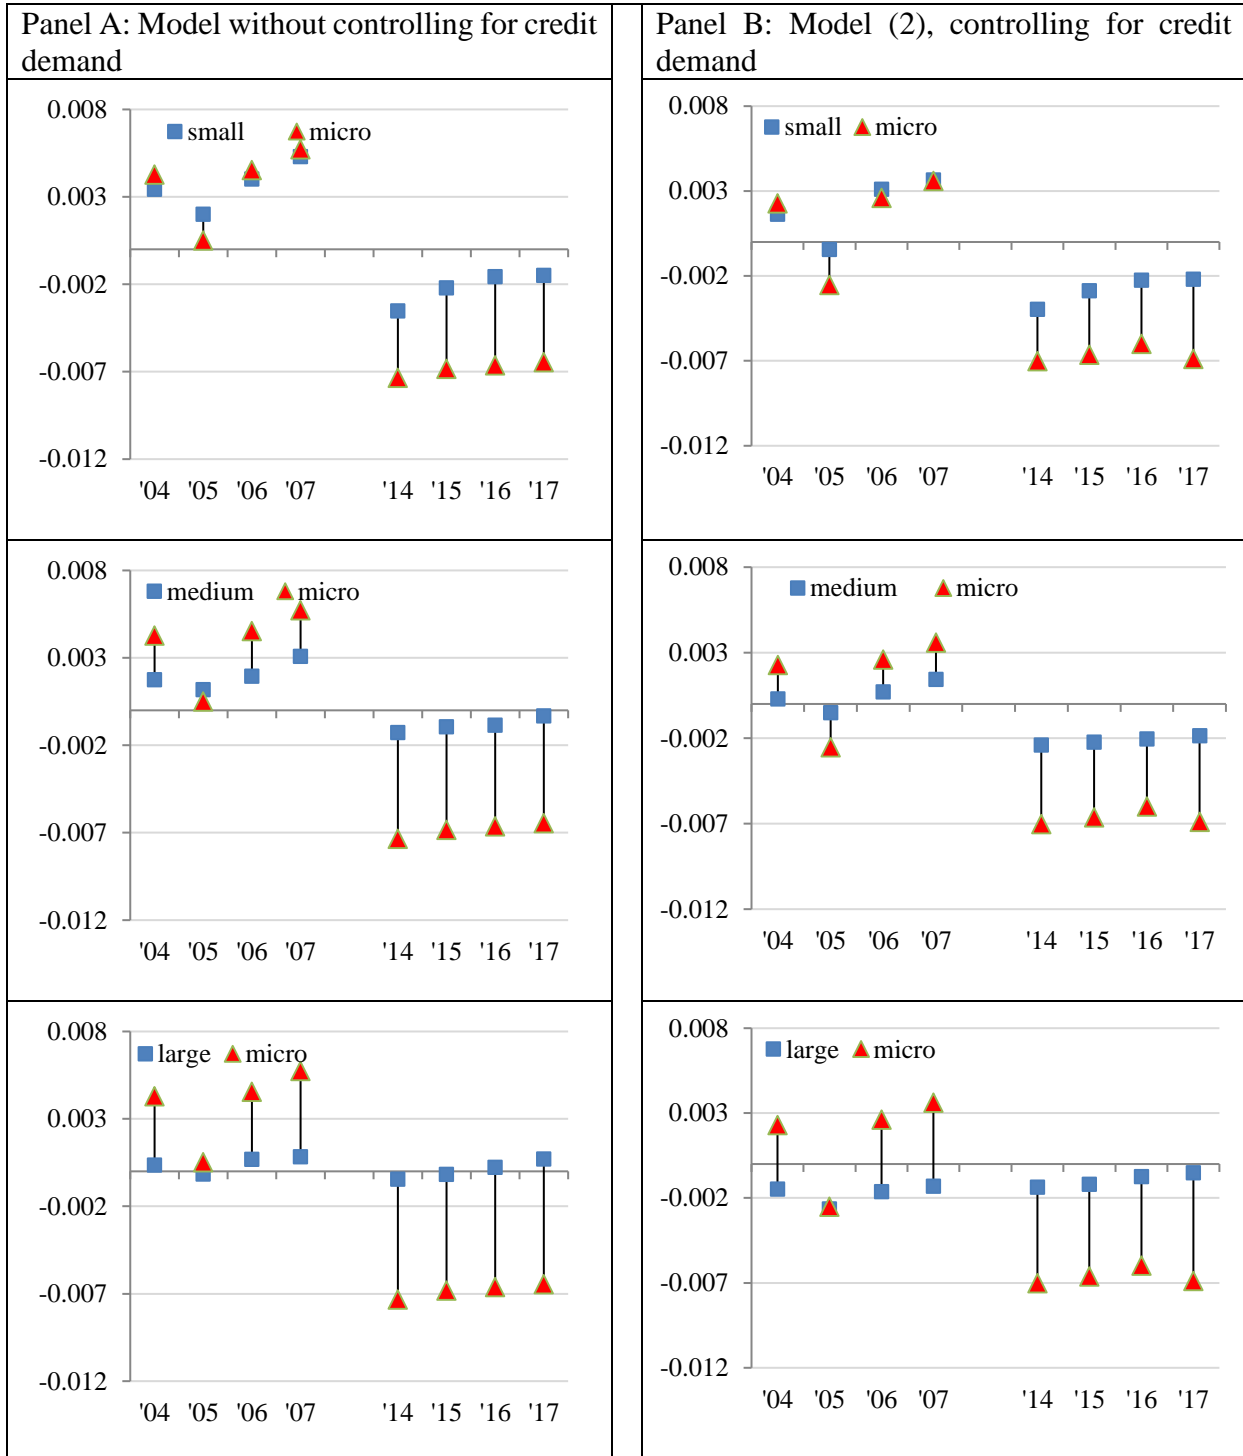 Panel A: Model without controlling for credit
demand
Panel B: Model (2), controlling for credit
demand
0.008
small micro
0.003
-0.002
-0.007
-0.012
'04 '05 '06 '07 '14 '15 '16 '17
0.008
small micro
0.003
-0.002
-0.007
-0.012
'04 '05 '06 '07 '14 '15 '16 '17
0.008
medium micro
0.003
-0.002
-0.007
-0.012
'04 '05 '06 '07 '14 '15 '16 '17
0.008
medium micro
0.003
-0.002
-0.007
-0.012
'04 '05 '06 '07 '14 '15 '16 '17
0.008
large micro
0.003
-0.002
-0.007
-0.012
'04 '05 '06 '07 '14 '15 '16 '17
0.008
large micro
0.003
-0.002
-0.007
-0.012
'04 '05 '06 '07 '14 '15 '16 '17